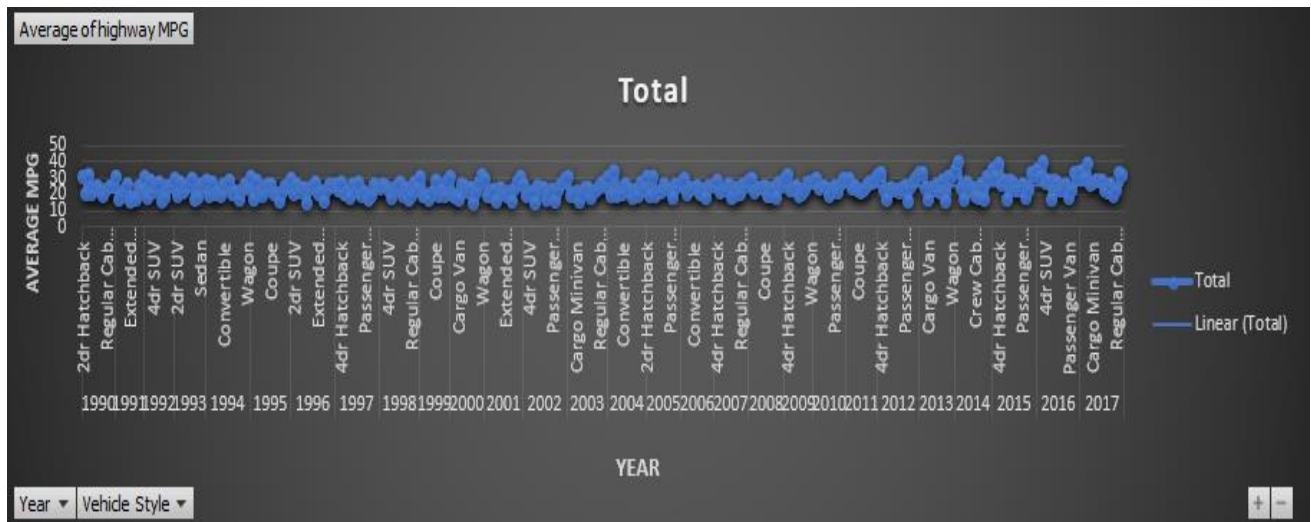 Average of highway MPG
Total
AVERAGE MPG
50
40
30
20
10
0
2dr Hatchback
Regular Cab...
Extended...
4dr SUV
2dr SUV
Sedan
Convertible
Wagon
Coupe
2dr SUV
Extended...
4dr Hatchback
Passenger...
4dr SUV
Regular Cab...
Coupe
Cargo Van
Wagon
Extended...
4dr SUV
Passenger...
Cargo Minivan
Regular Cab...
Convertible
2dr Hatchback
Passenger...
Convertible
4dr Hatchback
Regular Cab...
Coupe
4dr Hatchback
Wagon
Passenger...
Coupe
4dr Hatchback
Passenger...
Cargo Van
Wagon
Crew Cab...
4dr Hatchback
Passenger...
4dr SUV
Passenger Van
Cargo Minivan
Regular Cab...
1990 1991 1992 1993 1994 1995 1996 1997 1998 1999 2000 2001 2002 2003 2004 2005 2006 2007 2008 2009 2010 2011 2012 2013 2014 2015 2016 2017
YEAR
Total
Linear (Total)
Year Vehicle Style
+ −